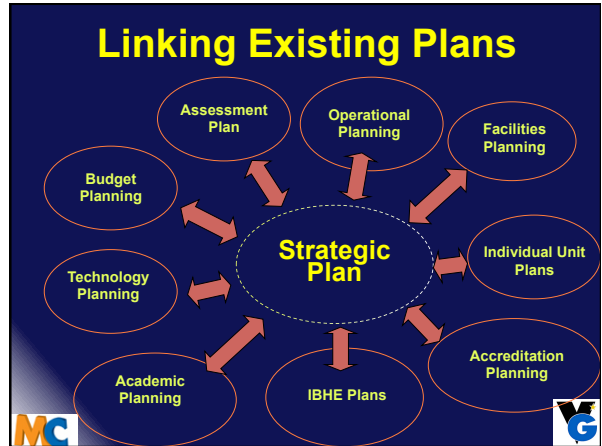 Linking Existing Plans
Assessment
Plan
Operational
Planning
Facilities
Planning
Budget
Planning
Strategic
Plan
Individual Unit
Plans
Technology
Planning
Accreditation
Planning
Academic
Planning
IBHE Plans
MC
VG